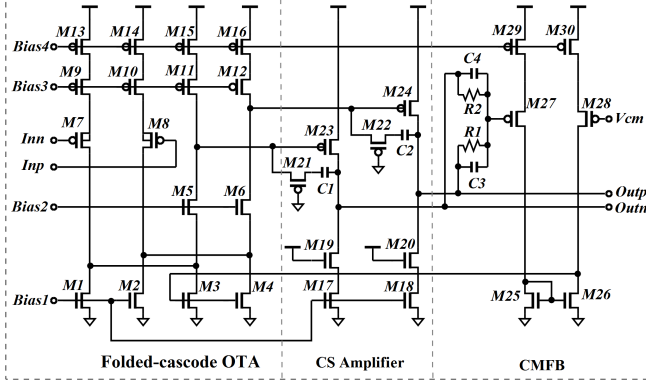 M13 M14 M15 M16 M29 M30
Bias4
C4
M9 M10 M11 M12
Bias3
M24 R2 M27 M28
M7 M8 M23 M22 Vcm
Inn C2 R1
Inp M21
C1 C3
M5 M6 Outp
Bias2 Outn
M19 M20
M1 M2 M3 M4 M17 M18 M25 M26
Bias1
Folded-cascode OTA CS Amplifier CMFB